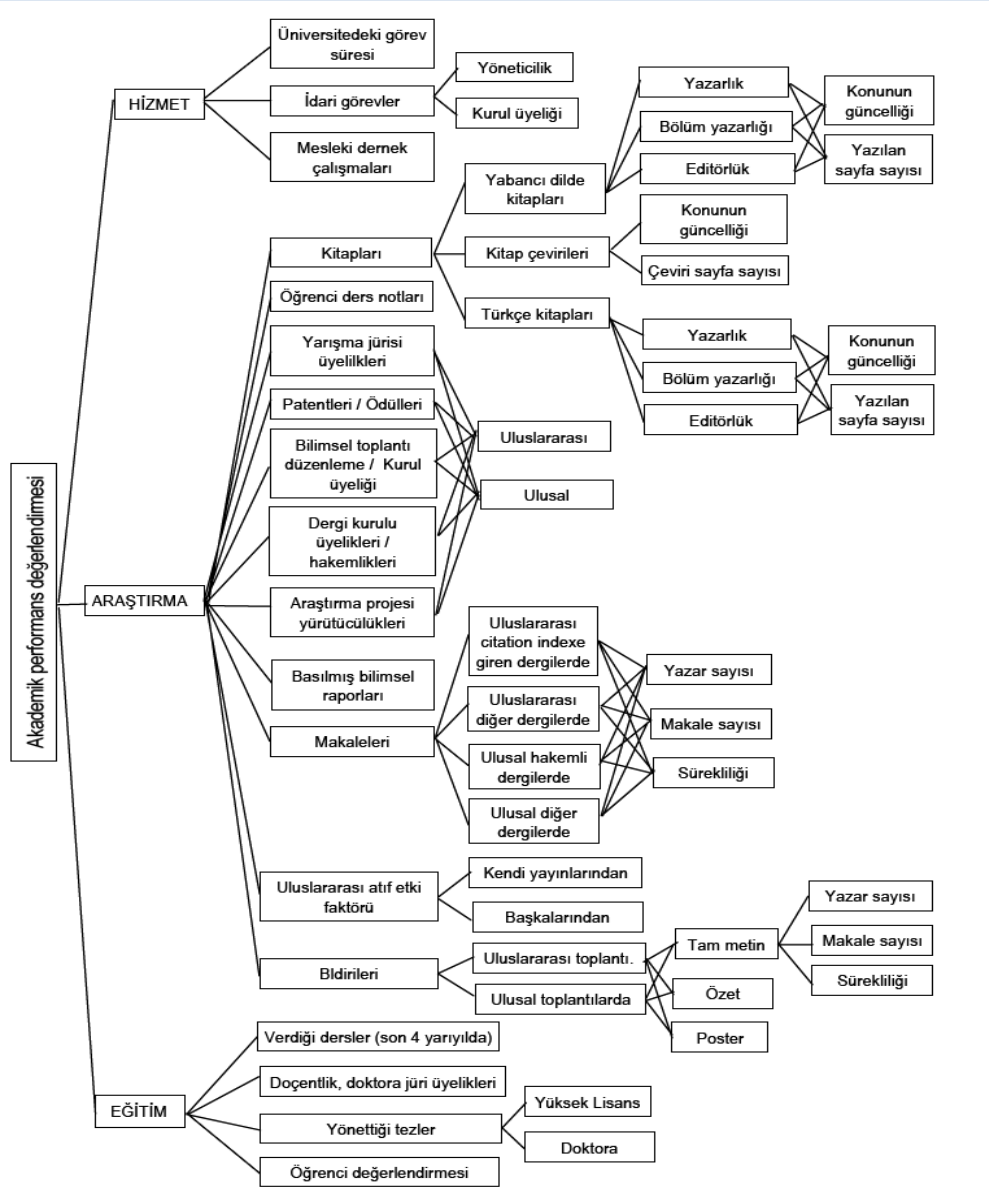 Akademik performans değerlendirmesi
HİZMET
Üniversitedeki görev
süresi
İdari görevler
Yöneticilik
Kurul üyeliği
Mesleki dernek
çalışmaları
ARAŞTIRMA
Kitapları
Yabancı dilde
kitapları
Yazarlık
Bölüm yazarlığı
Editörlük
Konunun
güncelliği
Yazılan
sayfa sayısı
Kitap çevirileri
Konunun
güncelliği
Çeviri sayfa sayısı
Türkçe kitapları
Yazarlık
Bölüm yazarlığı
Editörlük
Konunun
güncelliği
Yazılan
sayfa sayısı
Öğrenci ders notları
Yarışma jürisi
üyelilkleri
Patentleri / Ödülleri
Bilimsel toplantı
düzenleme / Kurul
üyeliği
Dergi kurulu
üyelikleri /
hakemlikleri
Araştırma projesi
yürütücülükleri
Uluslararası
Ulusal
Basılmış bilimsel
raporları
Makaleleri
Uluslararası
citation indexe
giren dergilerde
Uluslararası
diğer dergilerde
Ulusal hakemli
dergilerde
Ulusal diğer
dergilerde
Yazar sayısı
Makale sayısı
Sürekliliği
Uluslararası atıf etki
faktörü
Kendi yayınlarından
Başkalarından
Bldirileri
Uluslararası toplantı.
Ulusal toplantılarda
Tam metin
Özet
Poster
Yazar sayısı
Makale sayısı
Sürekliliği
EĞİTİM
Verdiği dersler (son 4 yarıyılda)
Doçentlik, doktora jüri üyelikleri
Yönettiği tezler
Yüksek Lisans
Doktora
Öğrenci değerlendirmesi